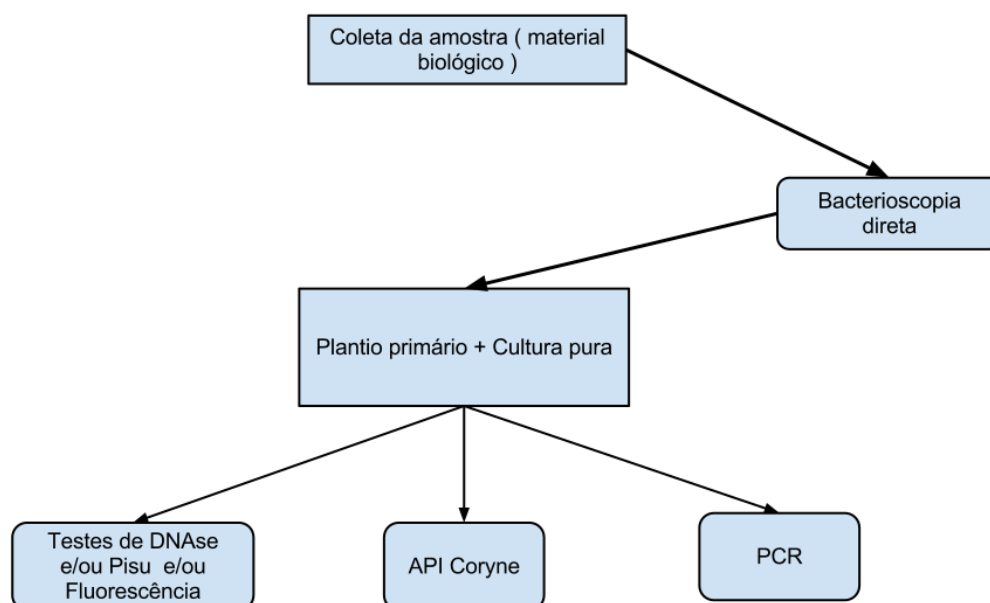 Coleta da amostra ( material
biológico )
Bacterioscopia
direta
Plantio primário + Cultura pura
Testes de DNAse
e/ou Pisu  e/ou
Fluorescência
API Coryne
PCR